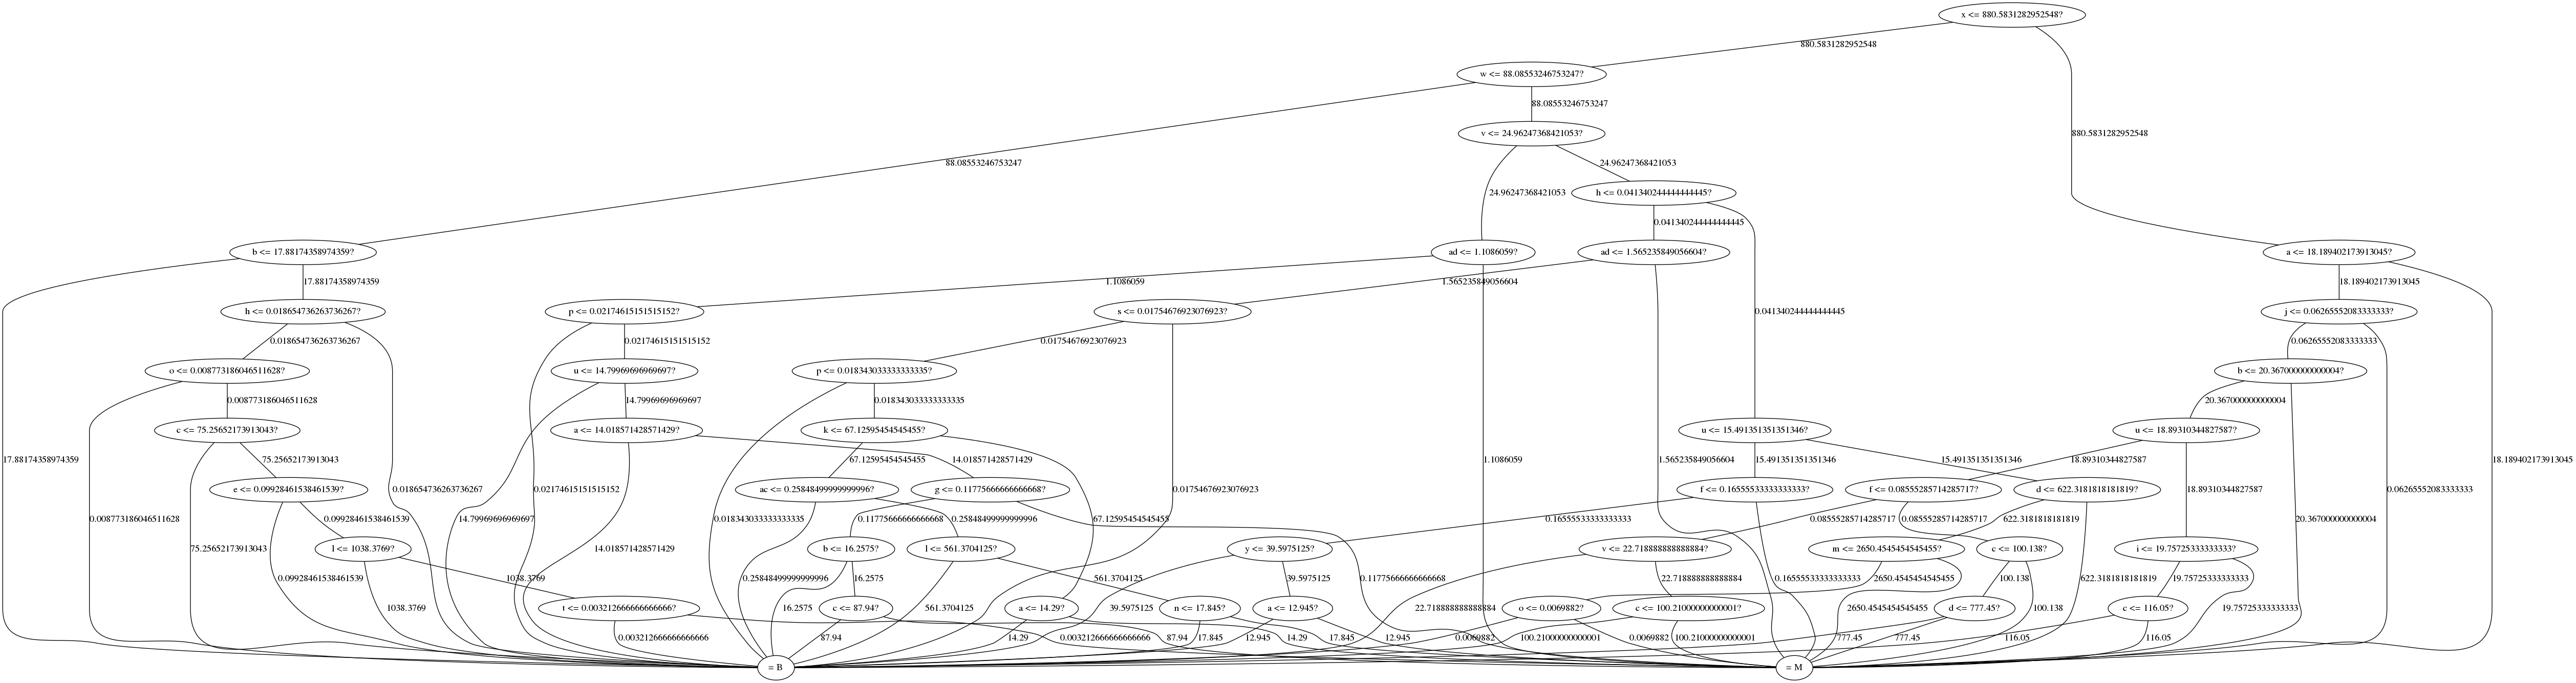 x <= 880.5831282952548?
880.5831282952548
w <= 88.08553246753247?
88.08553246753247
v <= 24.96247368421053?
88.08553246753247
880.5831282952548
24.96247368421053
24.96247368421053
h <= 0.041340244444444445?
0.041340244444444445
b <= 17.88174358974359?
ad <= 1.1086059?
ad <= 1.565235849056604?
a <= 18.189402173913045?
17.88174358974359
1.1086059
1.565235849056604
18.189402173913045
h <= 0.018654736263736267?
p <= 0.02174615151515152?
s <= 0.01754676923076923?
0.041340244444444445
j <= 0.06265552083333333?
0.018654736263736267
0.02174615151515152
0.01754676923076923
0.06265552083333333
o <= 0.008773186046511628?
u <= 14.79969696969697?
p <= 0.018343033333333335?
b <= 20.367000000000004?
0.008773186046511628
14.79969696969697
0.018343033333333335
20.367000000000004
c <= 75.25652173913043?
a <= 14.018571428571429?
k <= 67.12595454545455?
u <= 15.491351351351346?
u <= 18.89310344827587?
17.88174358974359
75.25652173913043
67.12595454545455
14.018571428571429
1.1086059
1.565235849056604
15.491351351351346
15.491351351351346
18.89310344827587
18.189402173913045
e <= 0.09928461538461539?
0.018654736263736267
0.02174615151515152
ac <= 0.25848499999999996?
g <= 0.11775666666666668?
0.01754676923076923
f <= 0.16555533333333333?
f <= 0.08555285714285717?
d <= 622.3181818181819?
18.89310344827587
0.06265552083333333
0.008773186046511628
0.09928461538461539
14.79969696969697
0.018343033333333335
0.11775666666666668
0.25848499999999996
67.12595454545455
0.16555533333333333
0.08555285714285717
0.08555285714285717
622.3181818181819
20.367000000000004
75.25652173913043
l <= 1038.3769?
14.018571428571429
b <= 16.2575?
l <= 561.3704125?
y <= 39.5975125?
v <= 22.718888888888884?
m <= 2650.4545454545455?
c <= 100.138?
i <= 19.75725333333333?
0.09928461538461539
1038.3769
0.25848499999999996
16.2575
561.3704125
39.5975125
0.11775666666666668
0.16555533333333333
22.718888888888884
2650.4545454545455
100.138
622.3181818181819
19.75725333333333
1038.3769
t <= 0.003212666666666666?
16.2575
c <= 87.94?
561.3704125
a <= 14.29?
n <= 17.845?
39.5975125
a <= 12.945?
22.718888888888884
o <= 0.0069882?
c <= 100.21000000000001?
2650.4545454545455
d <= 777.45?
100.138
c <= 116.05?
19.75725333333333
0.003212666666666666
87.94
14.29
0.003212666666666666
87.94
17.845
12.945
14.29
17.845
12.945
0.0069882
100.21000000000001
0.0069882
100.21000000000001
777.45
777.45
116.05
116.05
= B
= M